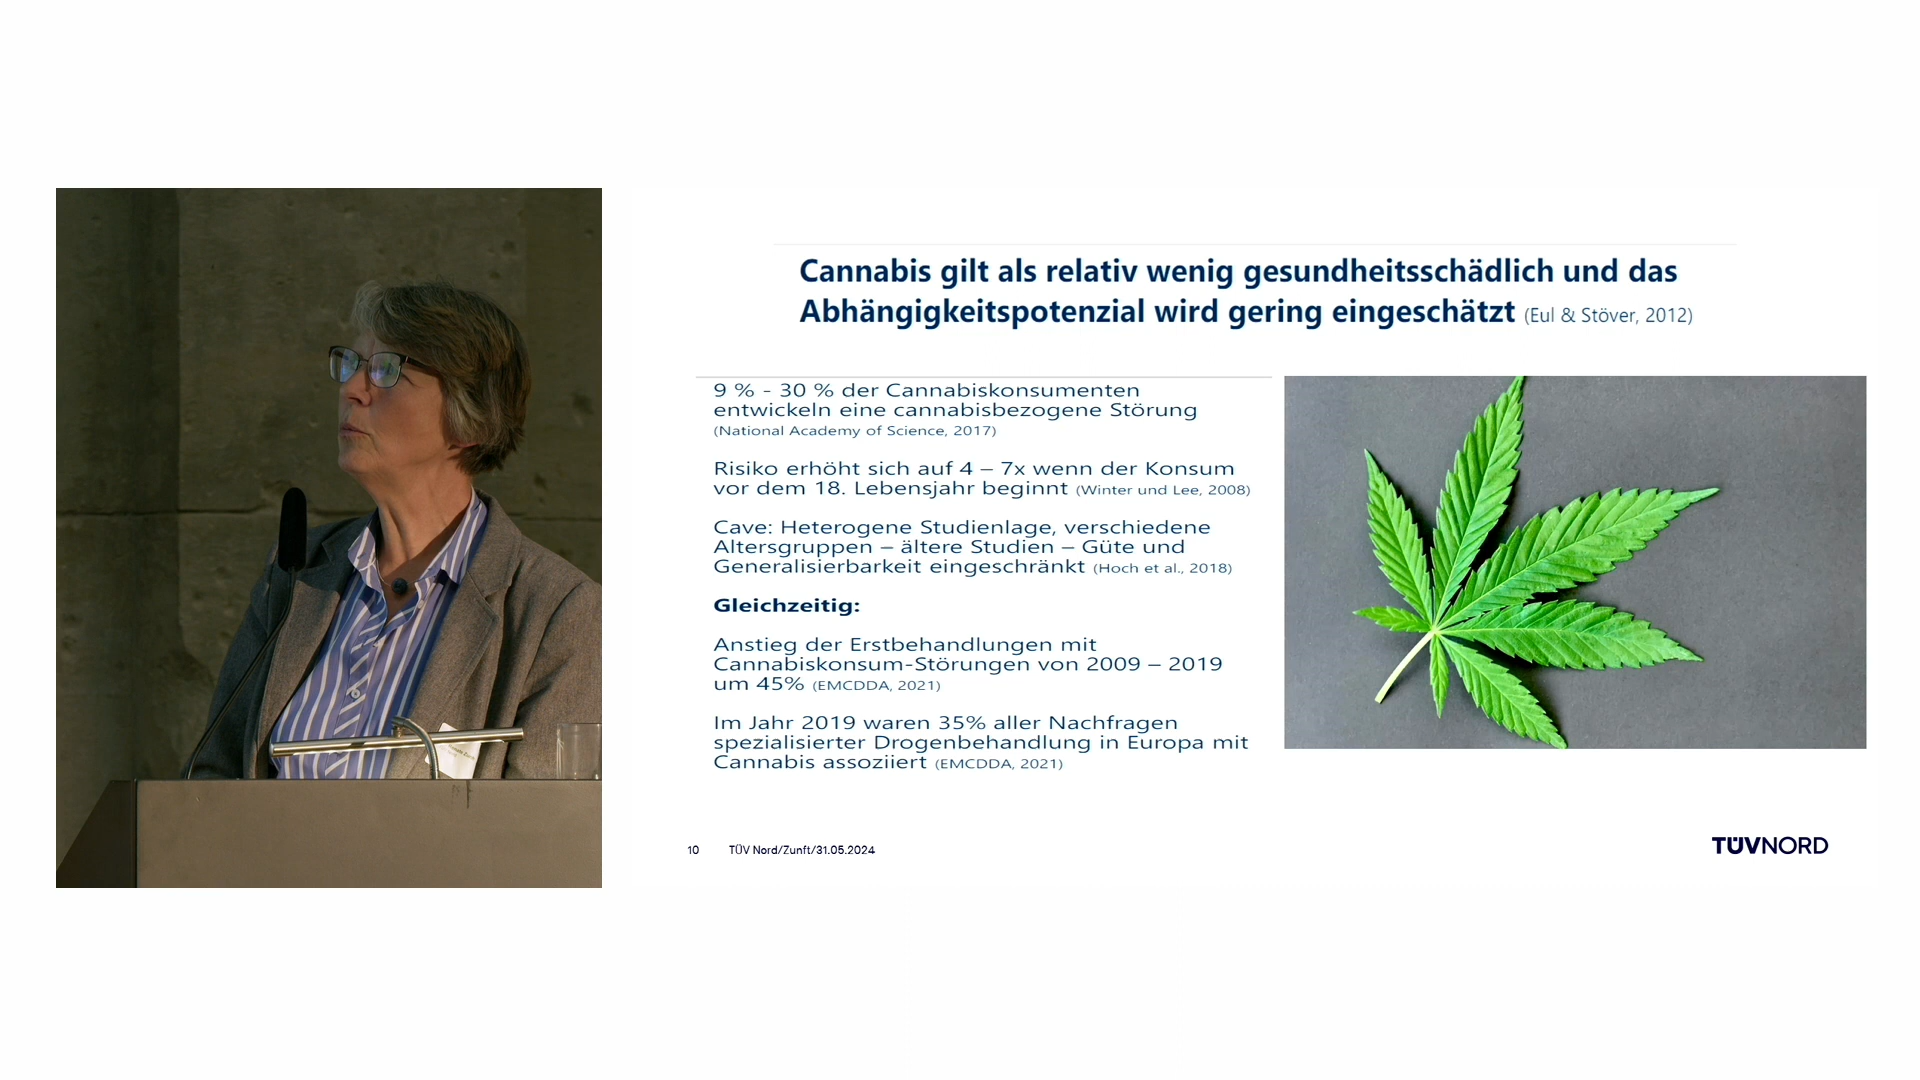 Cannabis gilt als relativ wenig gesundheitsschädlich und das
Abhängigkeitspotenzial wird gering eingeschätzt (Eul & Stöver, 2012)
9 % - 30 % der Cannabiskonsumenten
entwickeln eine cannabisbezogene Störung
(National Academy of Science, 2017)
Risiko erhöht sich auf 4 – 7x wenn der Konsum
vor dem 18. Lebensjahr beginnt (Winter und Lee, 2008)
Cave: Heterogene Studienlage, verschiedene
Altersgruppen – ältere Studien – Güte und
Generalisierbarkeit eingeschränkt (Hoch et al., 2018)
Gleichzeitig:
Anstieg der Erstbehandlungen mit
Cannabiskonsum-Störungen von 2009 – 2019
um 45% (EMCDDA, 2021)
Im Jahr 2019 waren 35% aller Nachfragen
spezialisierter Drogenbehandlung in Europa mit
Cannabis assoziiert (EMCDDA, 2021)
10 TÜV Nord/Zunft/31.05.2024
TÜVNORD